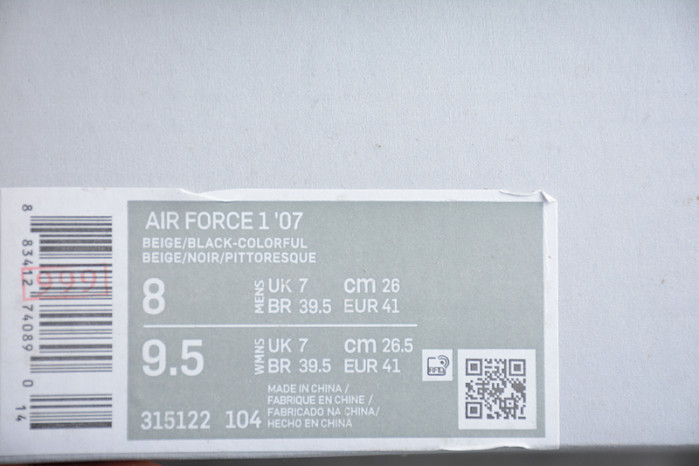 AIR FORCE 1 '07
BEIGE/BLACK-COLORFUL
BEIGE/NOIR/PITTORESQUE
8 MENS UK 7 cm 26
BR 39.5 EUR 41
9.5 WMNS UK 7 cm 26.5
BR 39.5 EUR 41
MADE IN CHINA /
FABRIQUE EN CHINE /
FABRICADO NA CHINA/
HECHO EN CHINA
315122 104
8 83412 74089 0 14